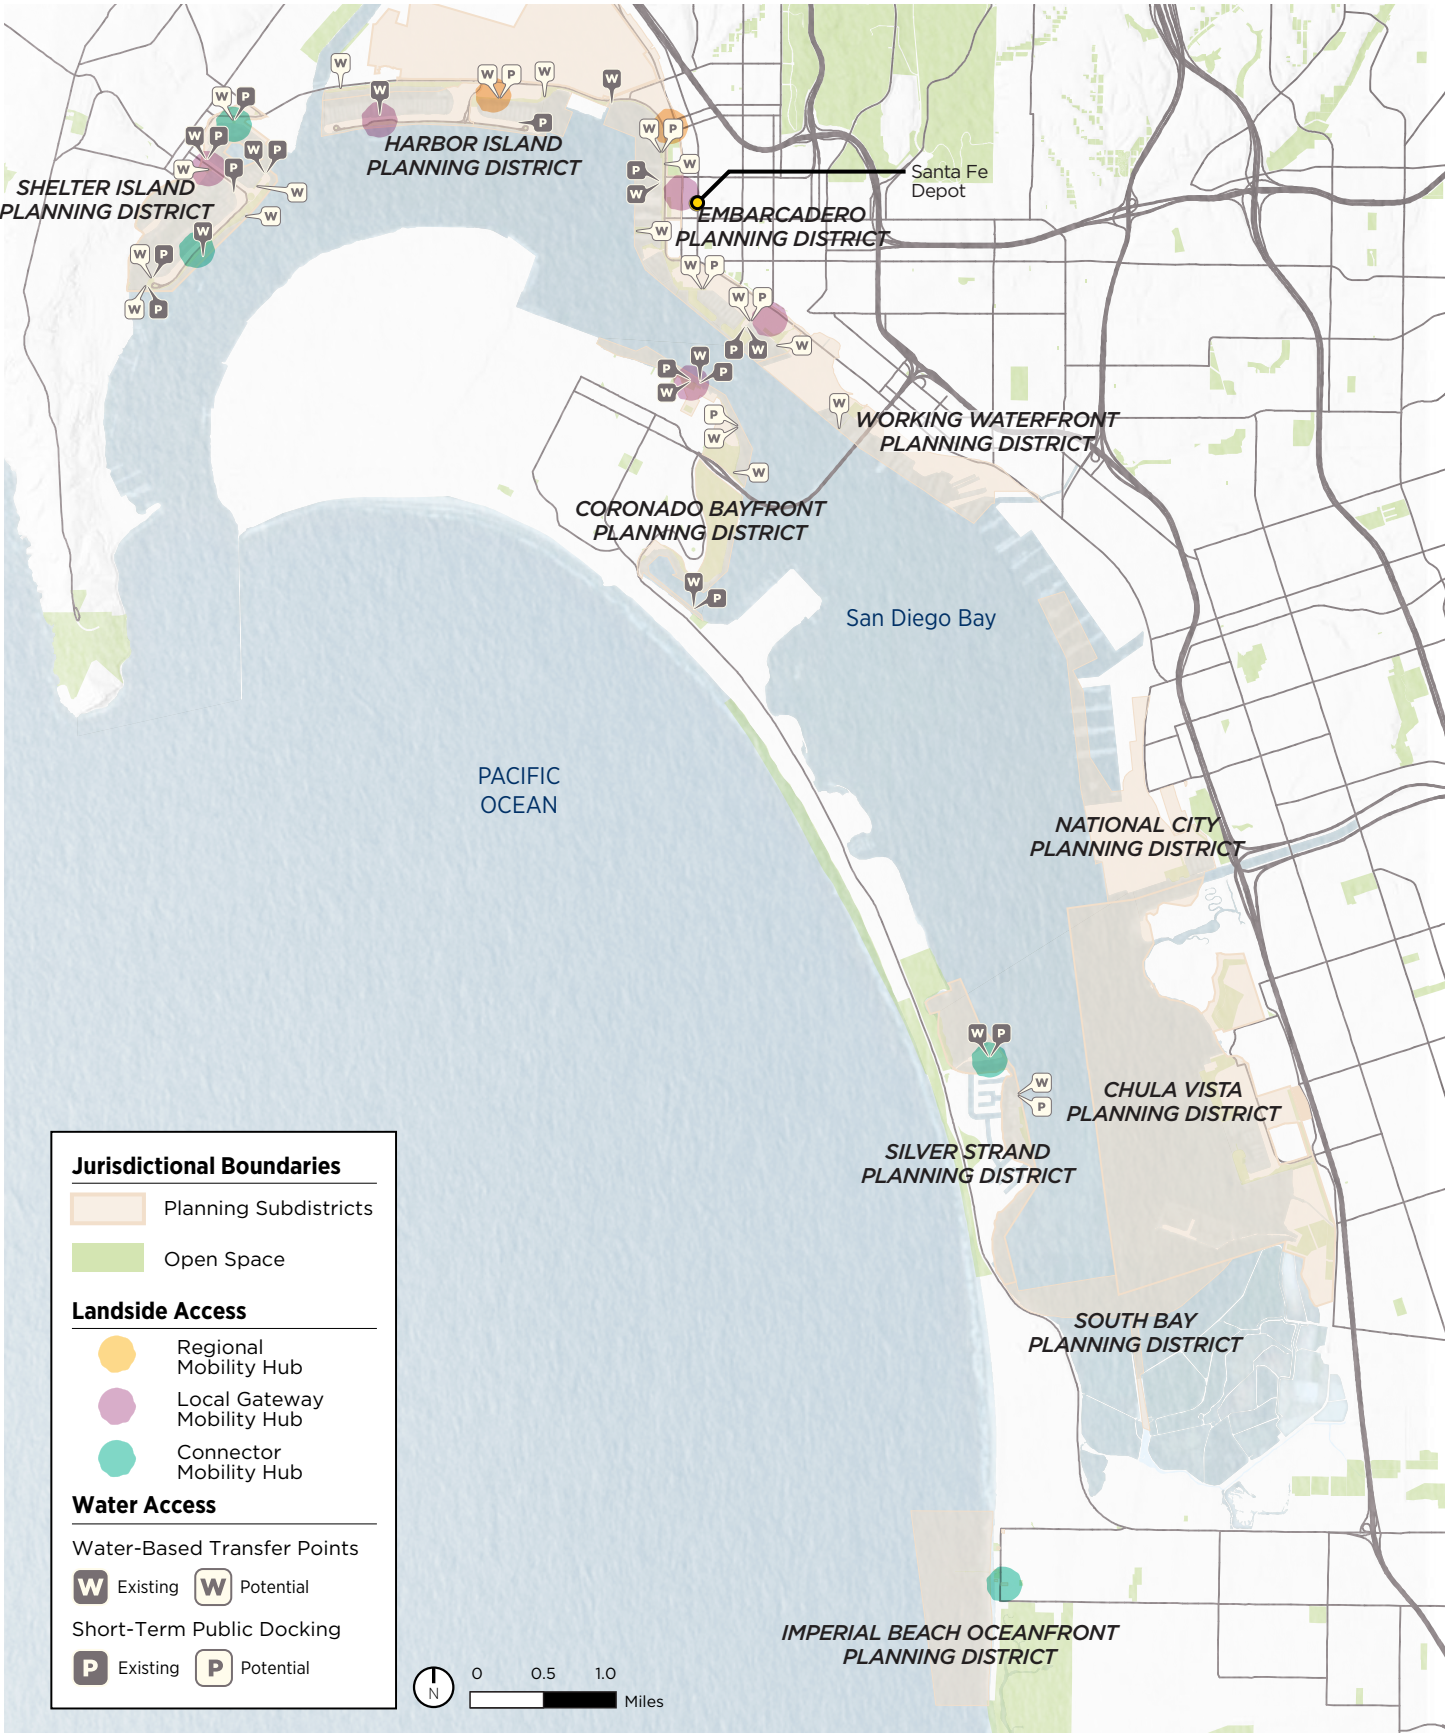 W
W
P
W
W
P
W
P
W
P
W
P
W
P
W
P
HARBOR ISLAND
PLANNING DISTRICT
W
P
W
P
W
P
W
SHELTER ISLAND
PLANNING DISTRICT
W
W
W
W
P
W
P
W
P
W
Santa Fe
Depot
EMBARCADERO
PLANNING DISTRICT
W
P
W
P
P
W
W
W
P
P
W
W
P
W
W
WORKING WATERFRONT
PLANNING DISTRICT
CORONADO BAYFRONT
PLANNING DISTRICT
W
P
San Diego Bay
PACIFIC
OCEAN
NATIONAL CITY
PLANNING DISTRICT
W
P
W
P
CHULA VISTA
PLANNING DISTRICT
SILVER STRAND
PLANNING DISTRICT
SOUTH BAY
PLANNING DISTRICT
IMPERIAL BEACH OCEANFRONT
PLANNING DISTRICT
Jurisdictional Boundaries
Planning Subdistricts
Open Space
Landside Access
Regional
Mobility Hub
Local Gateway
Mobility Hub
Connector
Mobility Hub
Water Access
Water-Based Transfer Points
W Existing W Potential
Short-Term Public Docking
P Existing P Potential
N
0 0.5 1.0
Miles